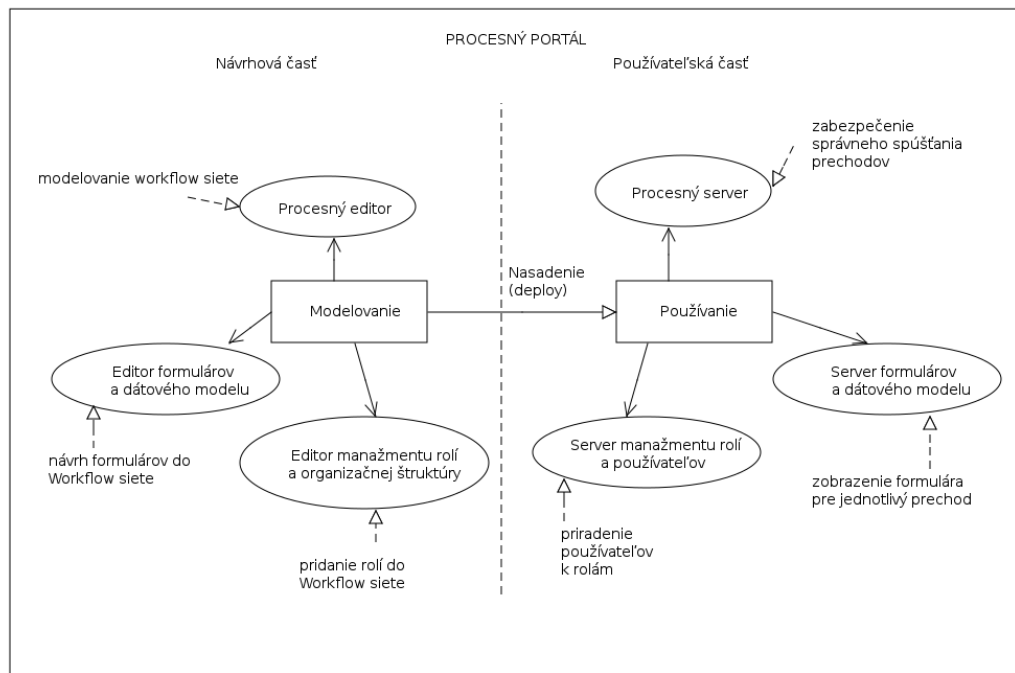 PROCESNÝ PORTÁL
Návrhová časť
Používateľská časť
zabezpečenie
správneho spúšťania
prechodov
modelovanie workflow siete
Procesný editor
Procesný server
Nasadenie
(deploy)
Modelovanie
Používanie
Editor formulárov
a dátového modelu
Server formulárov
a dátového modelu
Editor manažmentu rolí
a organizačnej štruktúry
Server manažmentu rolí
a používateľov
návrh formulárov do
Workflow siete
zobrazenie formulára
pre jednotlivý prechod
pridanie rolí do
Workflow siete
priradenie
používateľov
k rolám